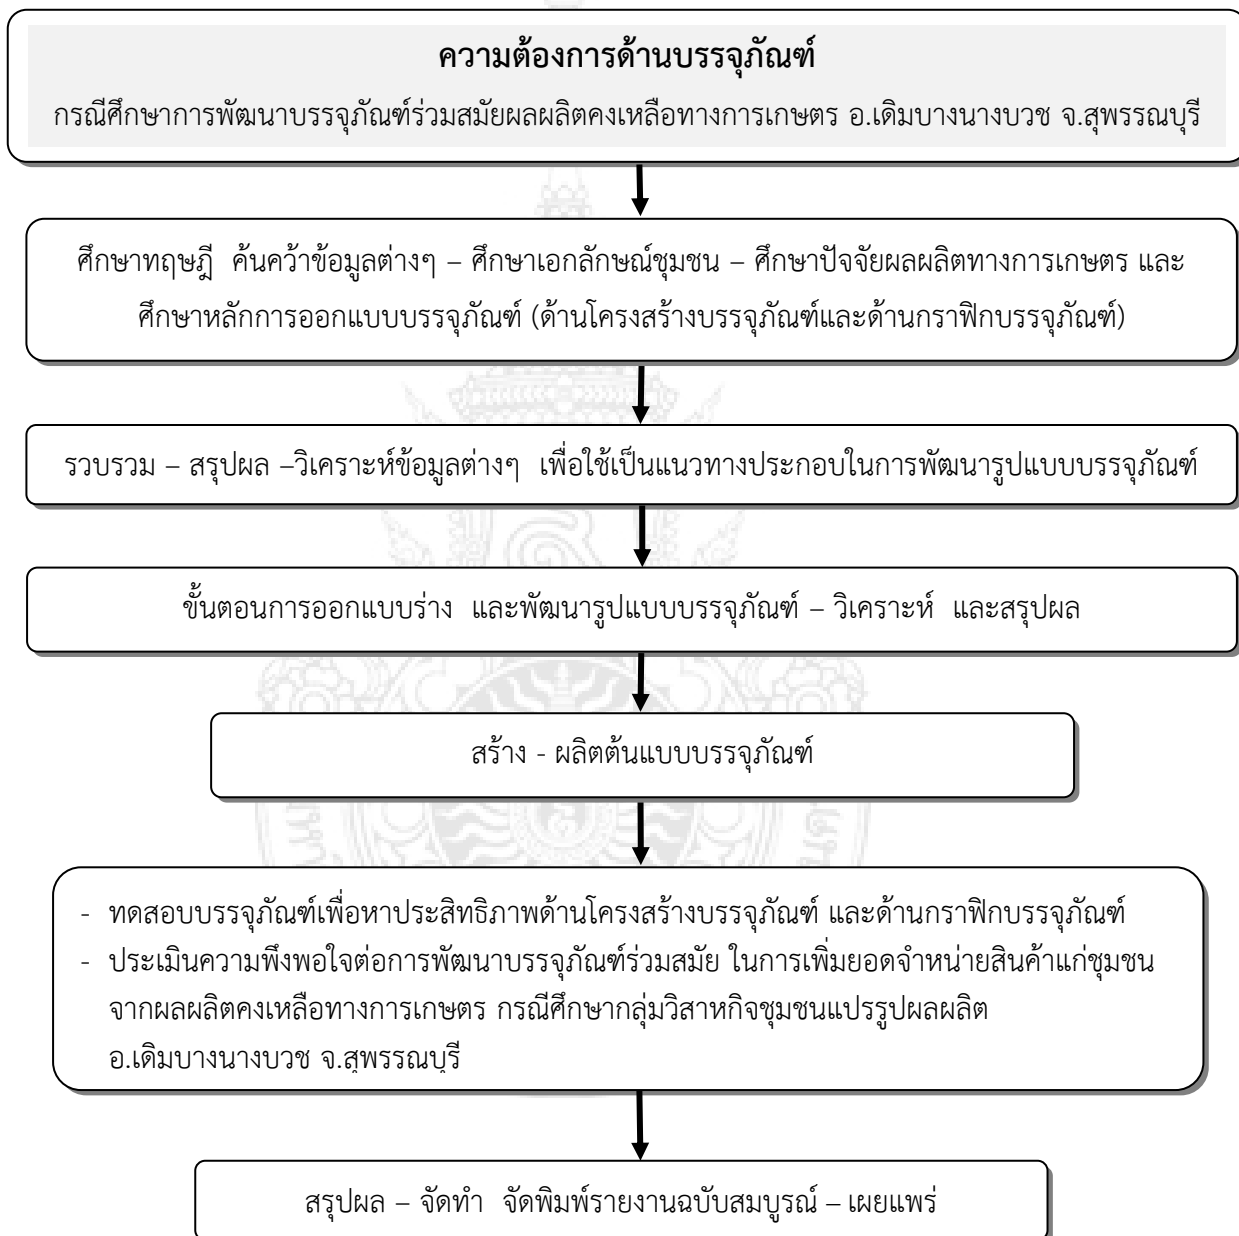 ความต้องการด้านบรรจุภัณฑ์
กรณีศึกษาการพัฒนาบรรจุภัณฑ์ร่วมสมัยผลผลิตคงเหลือทางการเกษตร อ.เดิมบางนางบวช จ.สุพรรณบุรี
ศึกษาทฤษฎี ค้นคว้าข้อมูลต่างๆ – ศึกษาเอกลักษณ์ชุมชน – ศึกษาปัจจัยผลผลิตทางการเกษตร และ
ศึกษาหลักการออกแบบบรรจุภัณฑ์ (ด้านโครงสร้างบรรจุภัณฑ์และด้านกราฟิกบรรจุภัณฑ์)
รวบรวม – สรุปผล –วิเคราะห์ข้อมูลต่างๆ เพื่อใช้เป็นแนวทางประกอบในการพัฒนารูปแบบบรรจุภัณฑ์
ขั้นตอนการออกแบบร่าง และพัฒนารูปแบบบรรจุภัณฑ์ – วิเคราะห์ และสรุปผล
สร้าง - ผลิตต้นแบบบรรจุภัณฑ์
- ทดสอบบรรจุภัณฑ์เพื่อหาประสิทธิภาพด้านโครงสร้างบรรจุภัณฑ์ และด้านกราฟิกบรรจุภัณฑ์
- ประเมินความพึงพอใจต่อการพัฒนาบรรจุภัณฑ์ร่วมสมัย ในการเพิ่มยอดจำหน่ายสินค้าแก่ชุมชน
จากผลผลิตคงเหลือทางการเกษตร กรณีศึกษากลุ่มวิสาหกิจชุมชนแปรรูปผลผลิต
อ.เดิมบางนางบวช จ.สุพรรณบุรี
สรุปผล – จัดทำ จัดพิมพ์รายงานฉบับสมบูรณ์ – เผยแพร่